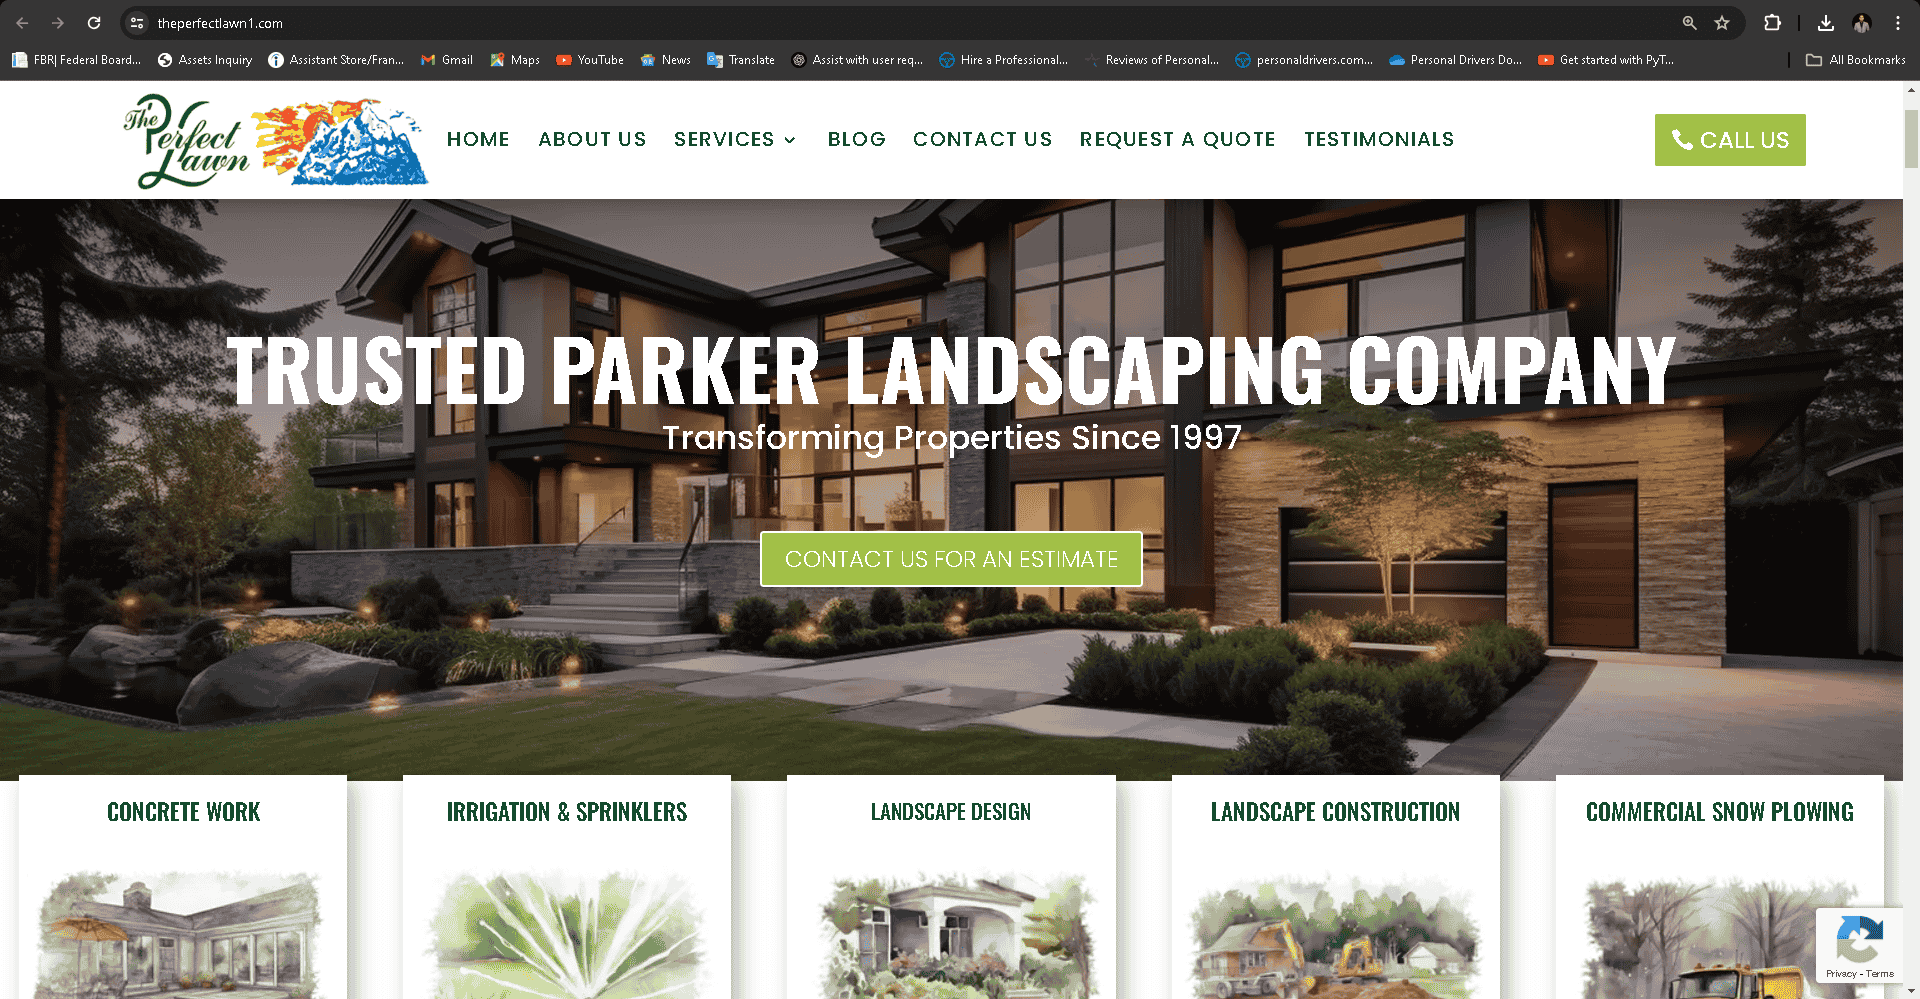 theperfectlawn1.com
FBR| Federal Board...
Assets Inquiry
Assistant Store/Fran...
Gmail
Maps
YouTube
News
Translate
Assist with user req...
Hire a Professional...
Reviews of Personal...
personaldrivers.com...
Personal Drivers Do...
Get started with PyT...
All Bookmarks
The Perfect Lawn
HOME
ABOUT US
SERVICES
BLOG
CONTACT US
REQUEST A QUOTE
TESTIMONIALS
CALL US
TRUSTED PARKER LANDSCAPING COMPANY
Transforming Properties Since 1997
CONTACT US FOR AN ESTIMATE
CONCRETE WORK
IRRIGATION & SPRINKLERS
LANDSCAPE DESIGN
LANDSCAPE CONSTRUCTION
COMMERCIAL SNOW PLOWING
Privacy - Terms